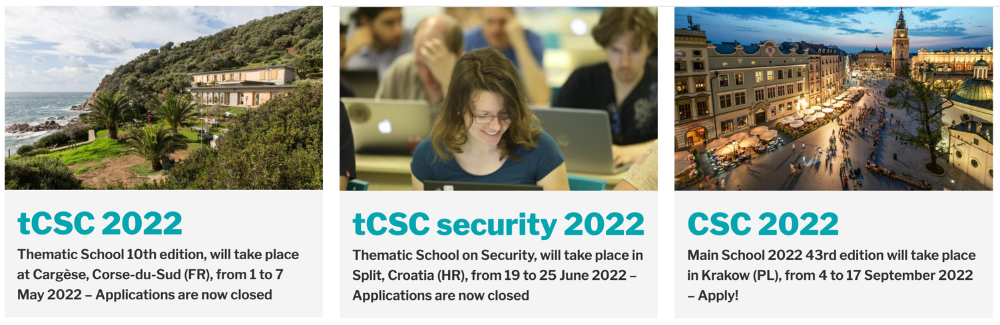 tCSC 2022
Thematic School 10th edition, will take place
at Cargèse, Corse-du-Sud (FR), from 1 to 7
May 2022 – Applications are now closed
tCSC security 2022
Thematic School on Security, will take place in
Split, Croatia (HR), from 19 to 25 June 2022 –
Applications are now closed
CSC 2022
Main School 2022 43rd edition will take place
in Krakow (PL), from 4 to 17 September 2022
– Apply!